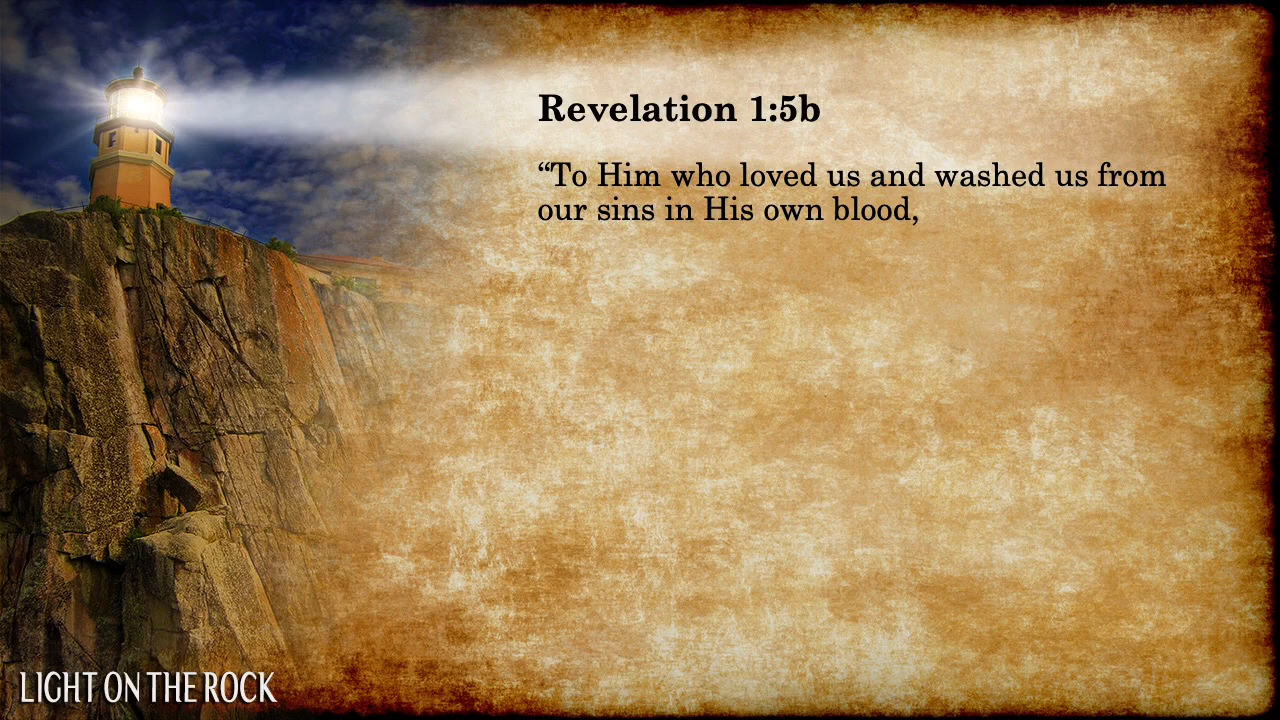 Revelation 1:5b
“To Him who loved us and washed us from
our sins in His own blood,
LIGHT ON THE ROCK